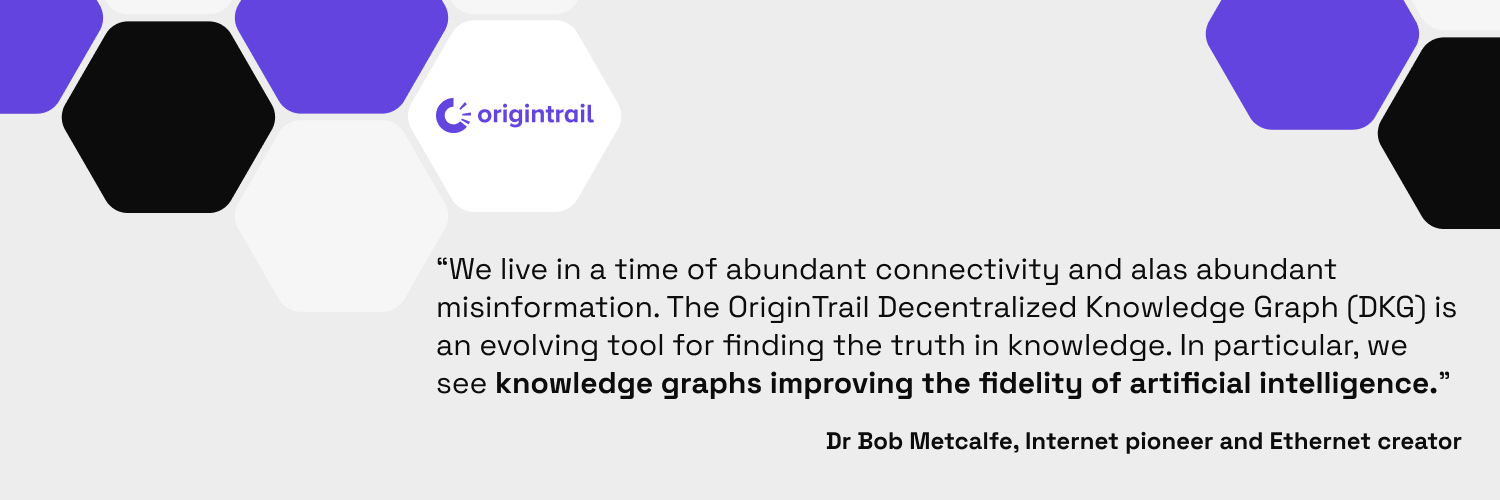 origintrail
“We live in a time of abundant connectivity and alas abundant
misinformation. The OriginTrail Decentralized Knowledge Graph (DKG) is
an evolving tool for finding the truth in knowledge. In particular, we
see knowledge graphs improving the fidelity of artificial intelligence.”
Dr Bob Metcalfe, Internet pioneer and Ethernet creator